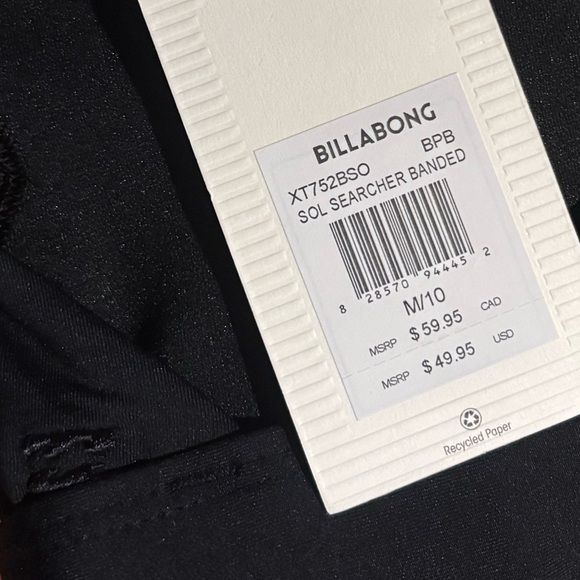 BILLABONG
XT752BSO BPB
SOL SEARCHER BANDED
8 28570 94445 2
M/10
MSRP $59.95 CAD
MSRP $49.95 USD
Recycled Paper